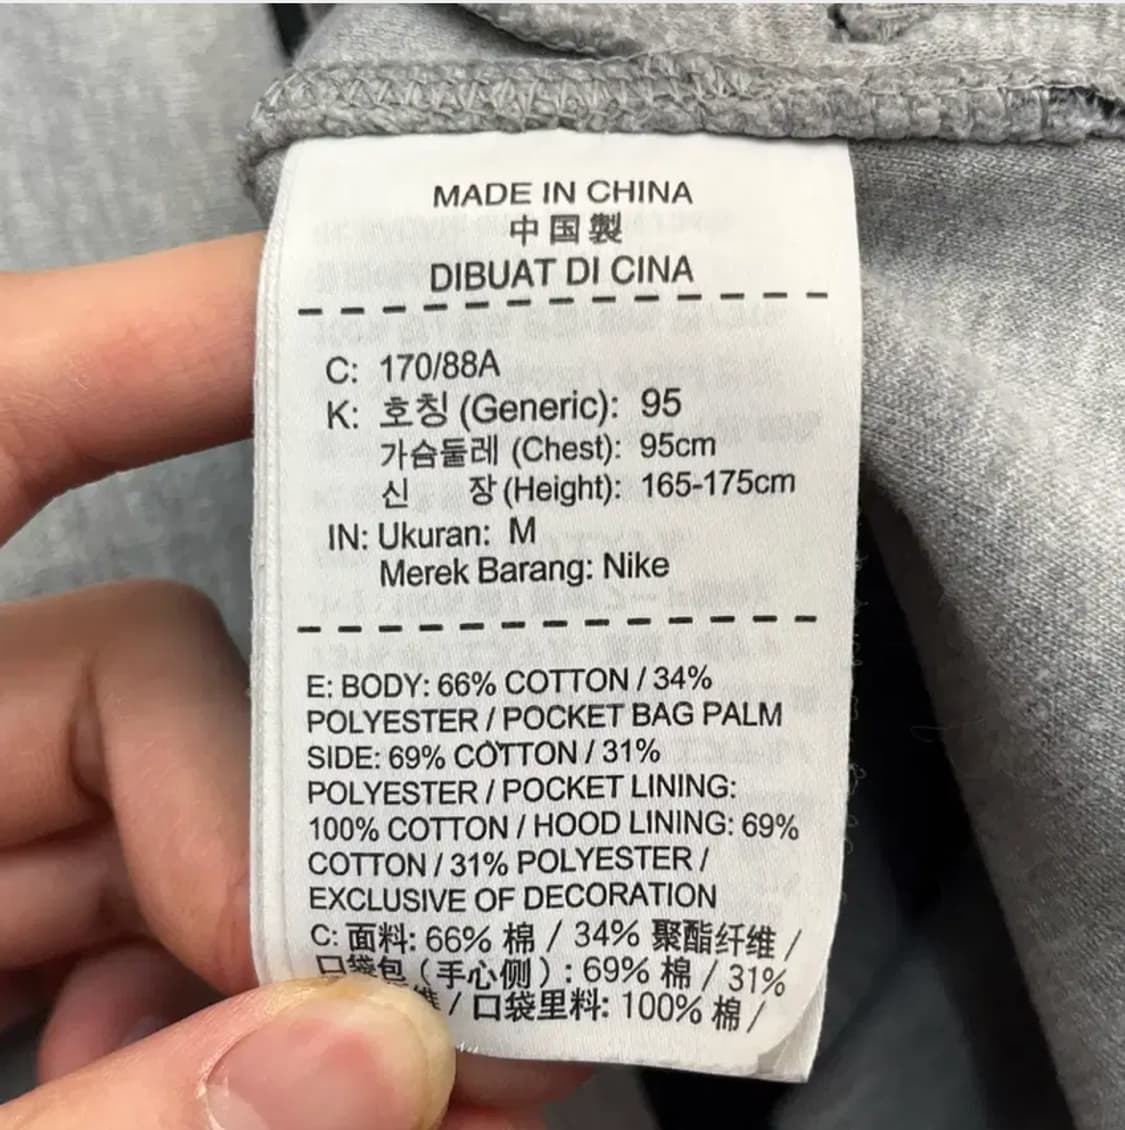 MADE IN CHINA
中国製
DIBUAT DI CINA
C: 170/88A
K: 호칭 (Generic): 95
가슴둘레 (Chest): 95cm
신 장 (Height): 165-175cm
IN: Ukuran: M
Merek Barang: Nike
E: BODY: 66% COTTON / 34%
POLYESTER / POCKET BAG PALM
SIDE: 69% COTTON / 31%
POLYESTER / POCKET LINING:
100% COTTON / HOOD LINING: 69%
COTTON / 31% POLYESTER /
EXCLUSIVE OF DECORATION
C: 面料: 66% 棉 / 34% 聚酯纤维 /
口袋包 (手心侧) : 69% 棉 / 31%
维 / 口袋里料: 100% 棉 /